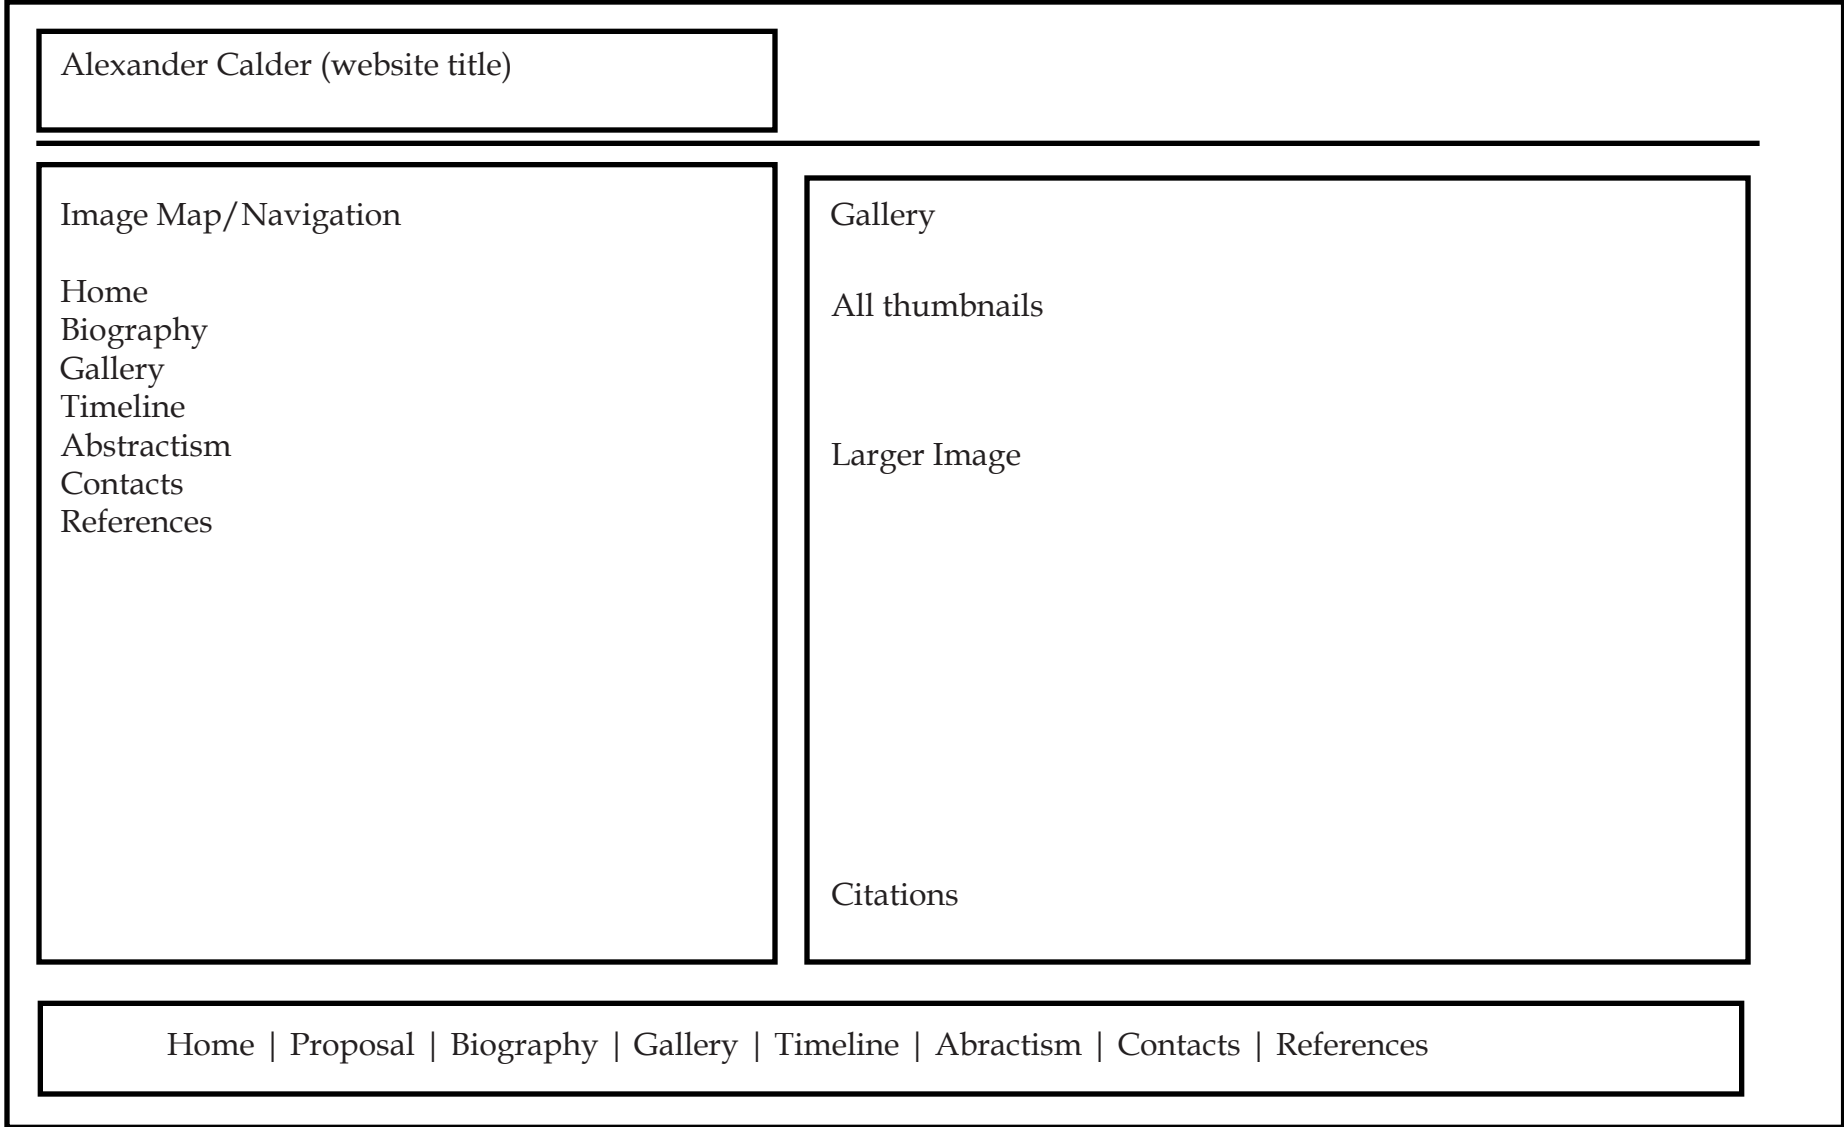 Alexander Calder (website title)
Image Map/Navigation
Home
Biography
Gallery
Timeline
Abstractism
Contacts
References
Gallery
All thumbnails
Larger Image
Citations
Home | Proposal | Biography | Gallery | Timeline | Abractism | Contacts | References